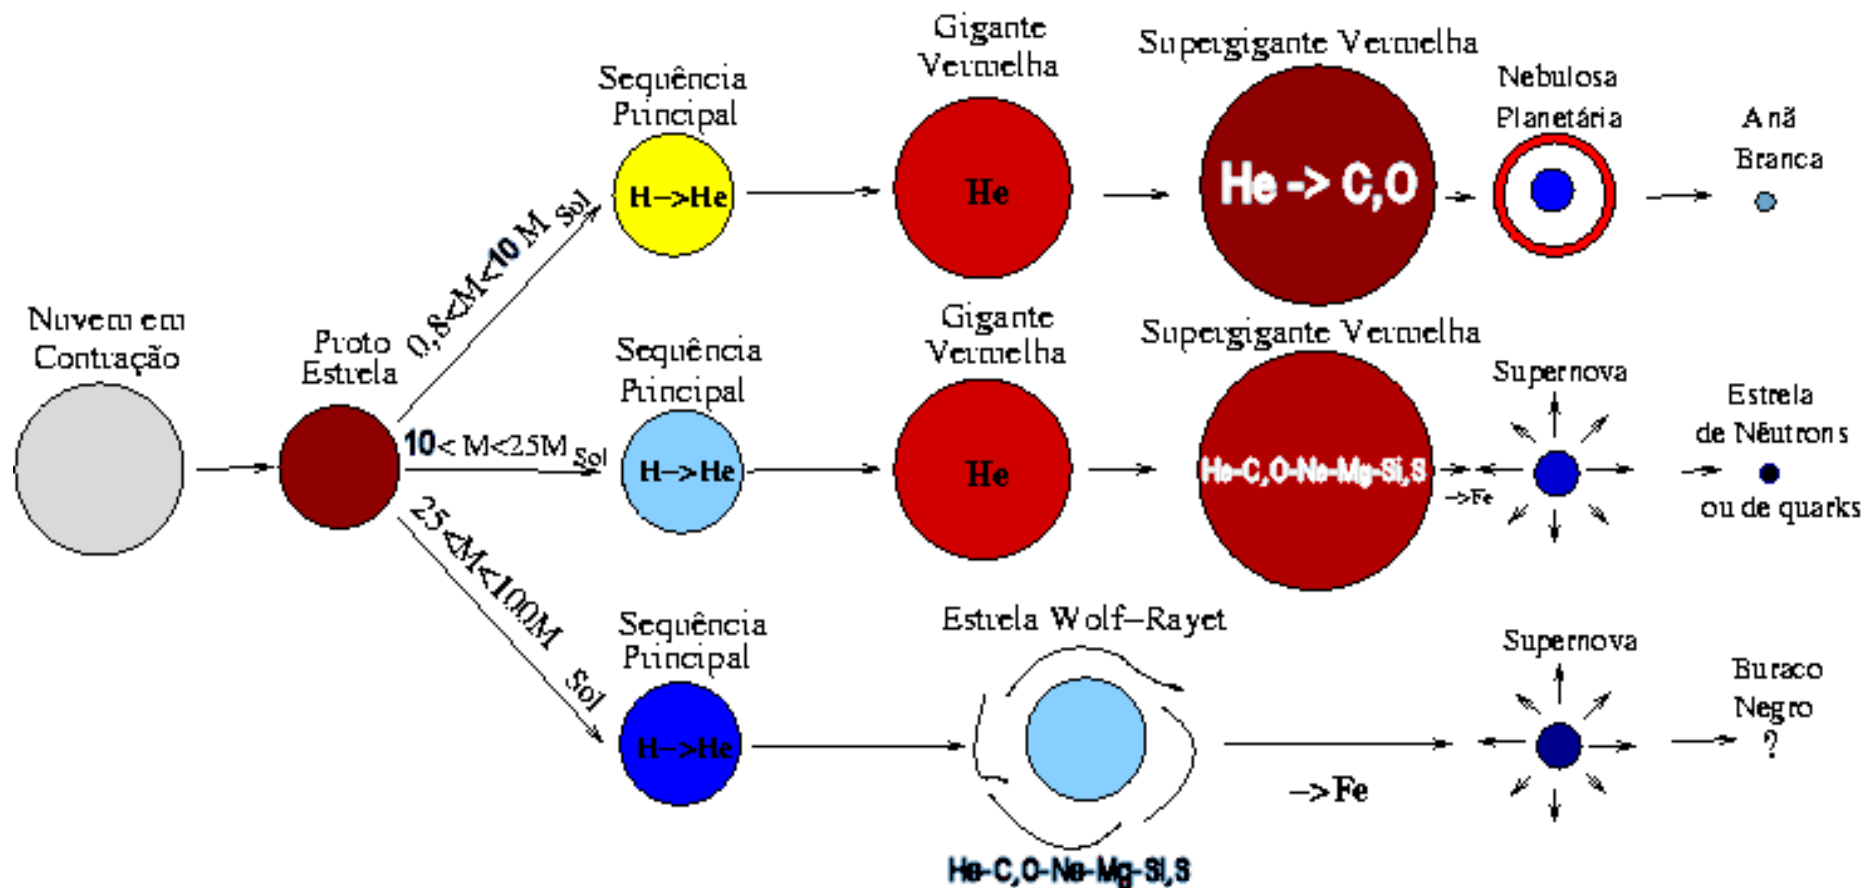 Nuvem em
Contração
Proto
Estrela
0,8<M<10 M Sol
Sequência
Principal
H->He
Gigante
Vermelha
He
Supergigante Vermelha
He -> C,O
Nebulosa
Planetária
Anã
Branca
10< M<25M Sol
Sequência
Principal
H->He
Gigante
Vermelha
He
Supergigante Vermelha
He-C,O-Ne-Mg-Si,S
->Fe
Supernova
Estrela
de Nêutrons
ou de quarks
25<M<100M Sol
Sequência
Principal
H->He
Estrela Wolf-Rayet
He-C,O-Ne-Mg-Si,S
->Fe
Supernova
Buraco
Negro
?